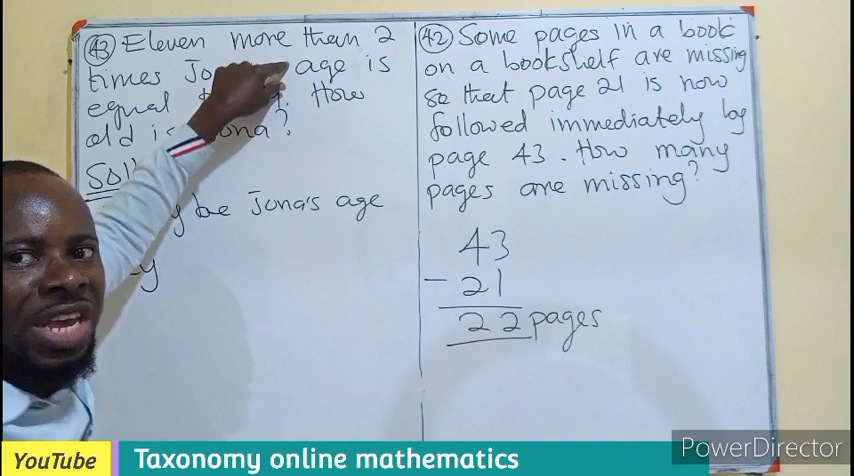 43 Eleven more than 2
times Jo age is
equal How
old is ona?
Sol
y be Jona's age
y
42 Some pages in a book
on a bookshelf are missing
so that page 21 is now
followed immediately by
page 43. How many
pages are missing?
43
- 21
22 pages
PowerDirector
YouTube Taxonomy online mathematics